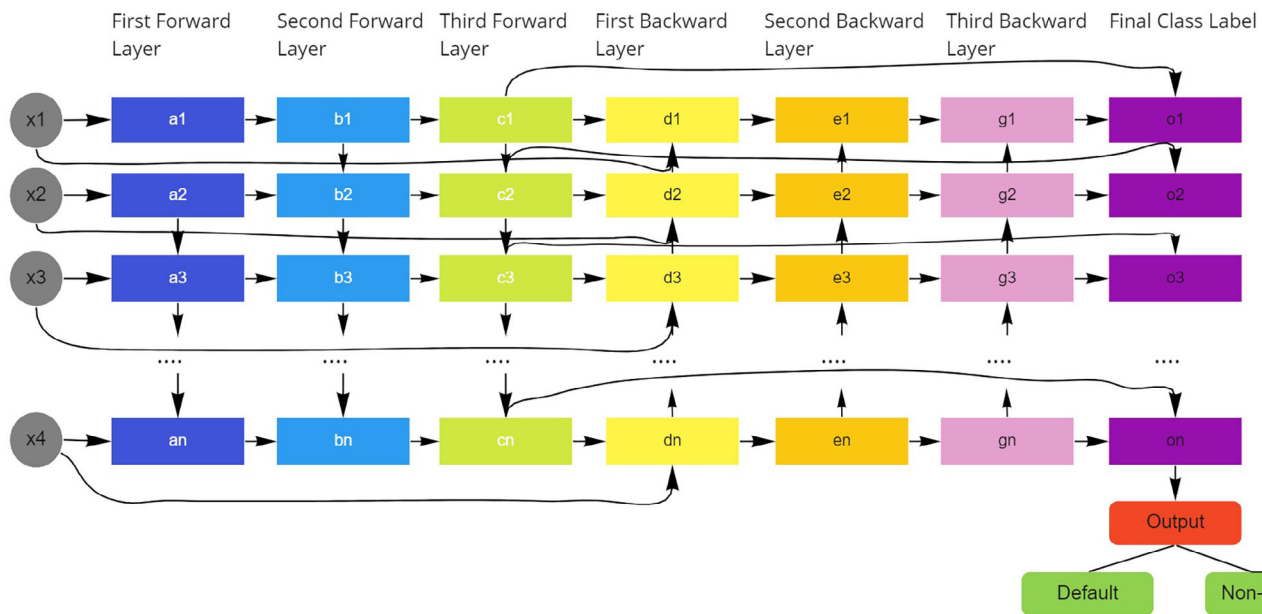 First Forward Layer
Second Forward Layer
Third Forward Layer
First Backward Layer
Second Backward Layer
Third Backward Layer
Final Class Label
x1 a1 b1 c1 d1 e1 g1 o1
x2 a2 b2 c2 d2 e2 g2 o2
x3 a3 b3 c3 d3 e3 g3 o3
.... .... .... .... .... .... ....
x4 an bn cn dn en gn on
Output
Default Non-